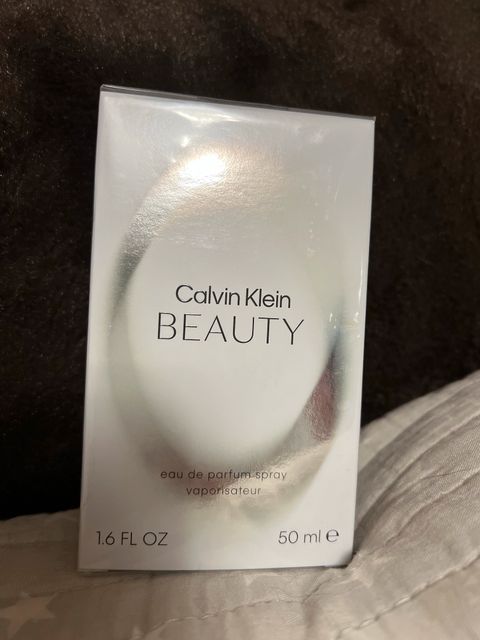 Calvin Klein
BEAUTY
eau de parfum spray
vaporisateur
1.6 FL OZ 50 ml ℮